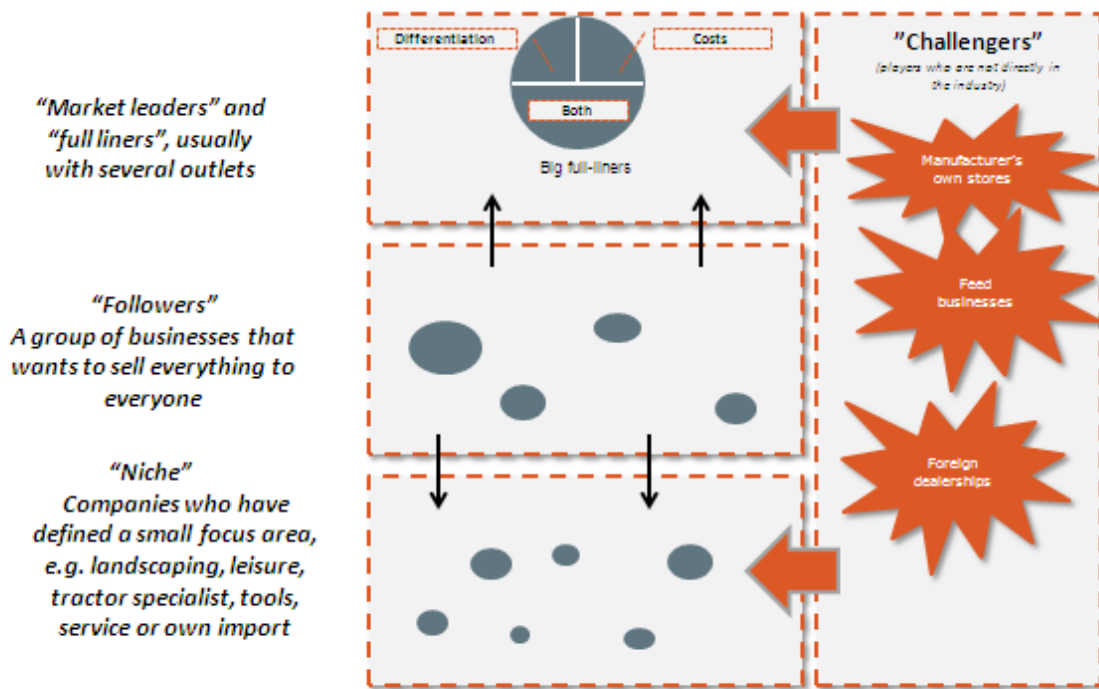 “Market leaders” and
“full liners”, usually
with several outlets
Differentiation
Costs
Both
Big full-liners
”Challengers”
(players who are not directly in
the industry)
Manufacturer’s
own stores
Feed
businesses
Foreign
dealerships
“Followers”
A group of businesses that
wants to sell everything to
everyone
“Niche”
Companies who have
defined a small focus area,
e.g. landscaping, leisure,
tractor specialist, tools,
service or own import